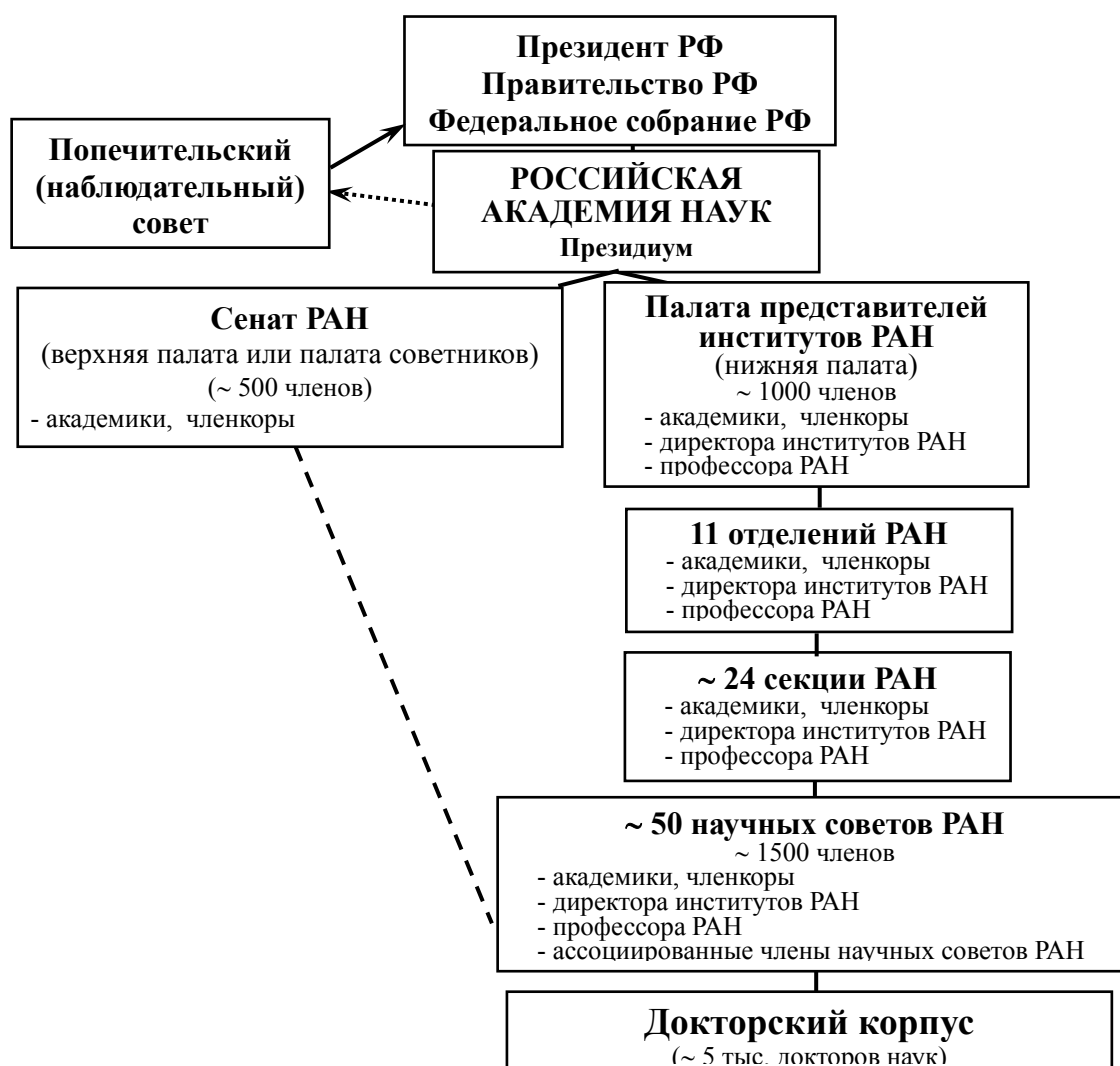 Президент РФ
Правительство РФ
Федеральное собрание РФ
Попечительский
(наблюдательный)
совет
РОССИЙСКАЯ
АКАДЕМИЯ НАУК
Президиум
Сенат РАН
(верхняя палата или палата советников)
(~ 500 членов)
- академики, членкоры
Палата представителей
институтов РАН
(нижняя палата)
~ 1000 членов
- академики, членкоры
- директора институтов РАН
- профессора РАН
11 отделений РАН
- академики, членкоры
- директора институтов РАН
- профессора РАН
~ 24 секции РАН
- академики, членкоры
- директора институтов РАН
- профессора РАН
~ 50 научных советов РАН
~ 1500 членов
- академики, членкоры
- директора институтов РАН
- профессора РАН
- ассоциированные члены научных советов РАН
Докторский корпус
(~ 5 тыс. докторов наук)